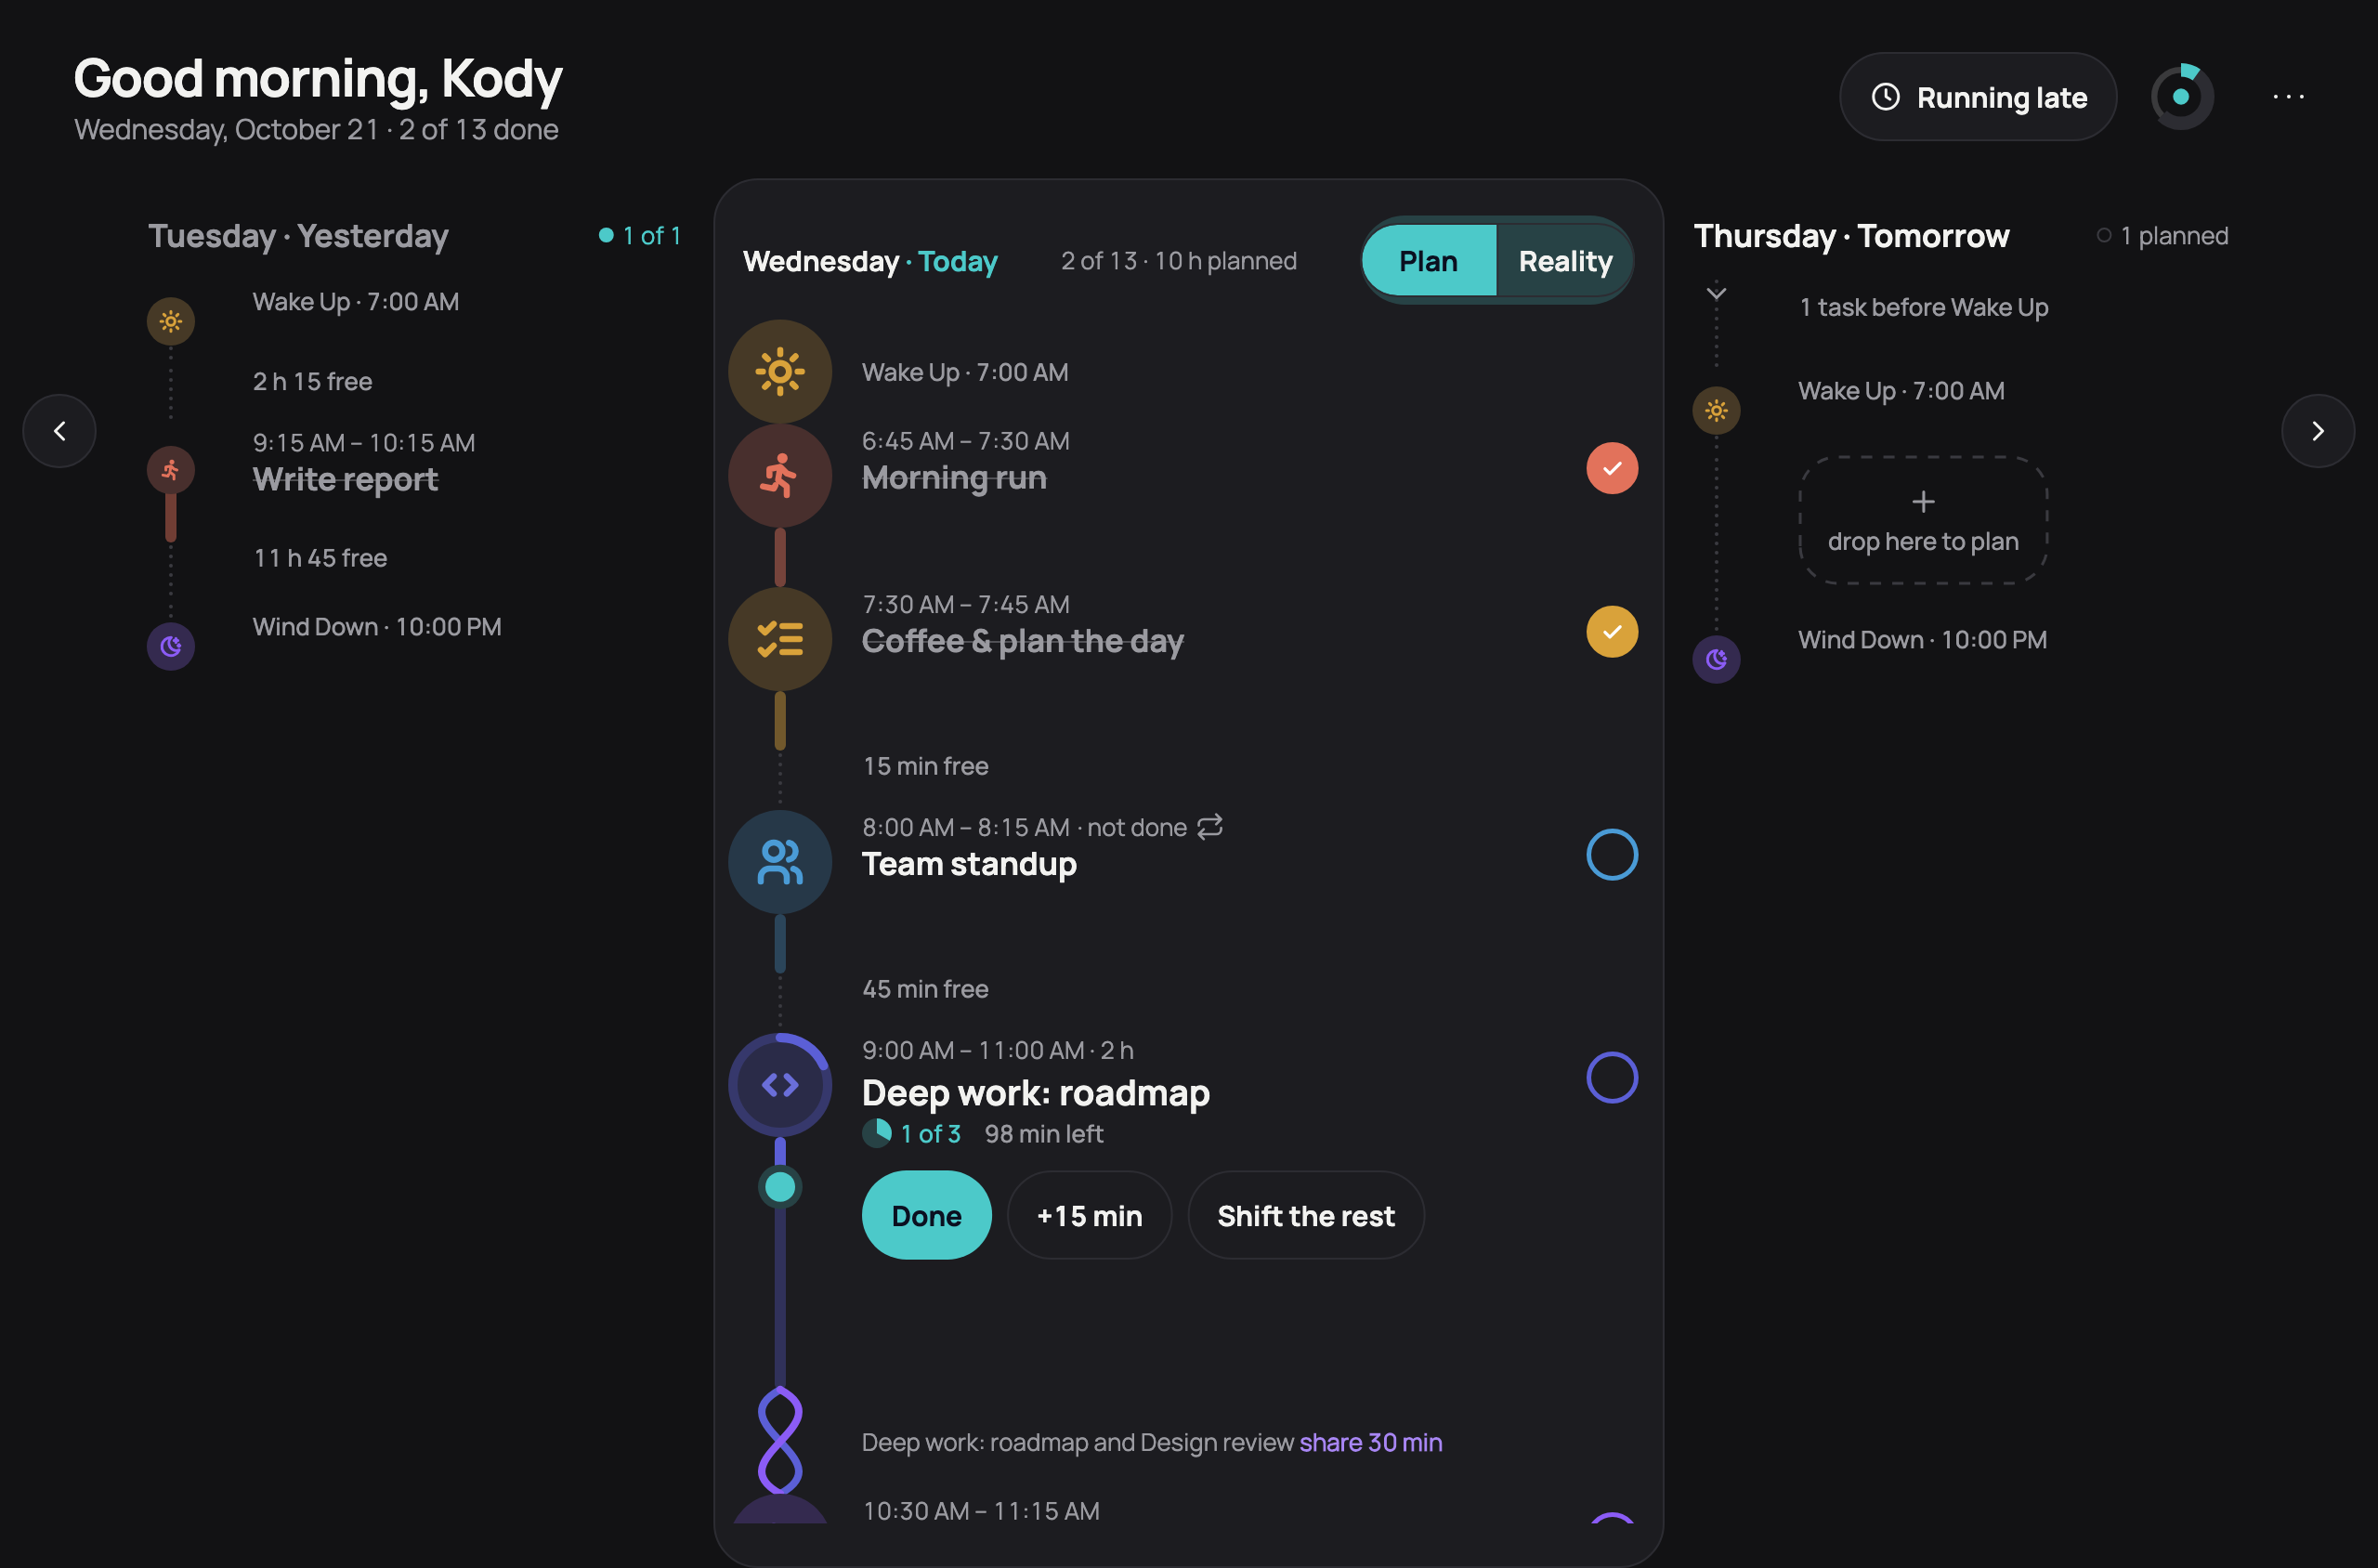 Good morning, Kody
Wednesday, October 21 · 2 of 13 done
Running late
Tuesday · Yesterday
1 of 1
Wake Up · 7:00 AM
2 h 15 free
9:15 AM – 10:15 AM
Write report
11 h 45 free
Wind Down · 10:00 PM
Wednesday · Today
2 of 13 · 10 h planned
Plan
Reality
Wake Up · 7:00 AM
6:45 AM – 7:30 AM
Morning run
7:30 AM – 7:45 AM
Coffee & plan the day
15 min free
8:00 AM – 8:15 AM · not done
Team standup
45 min free
9:00 AM – 11:00 AM · 2 h
Deep work: roadmap
1 of 3 98 min left
Done
+15 min
Shift the rest
Deep work: roadmap and Design review share 30 min
10:30 AM – 11:15 AM
Thursday · Tomorrow
1 planned
1 task before Wake Up
Wake Up · 7:00 AM
drop here to plan
Wind Down · 10:00 PM